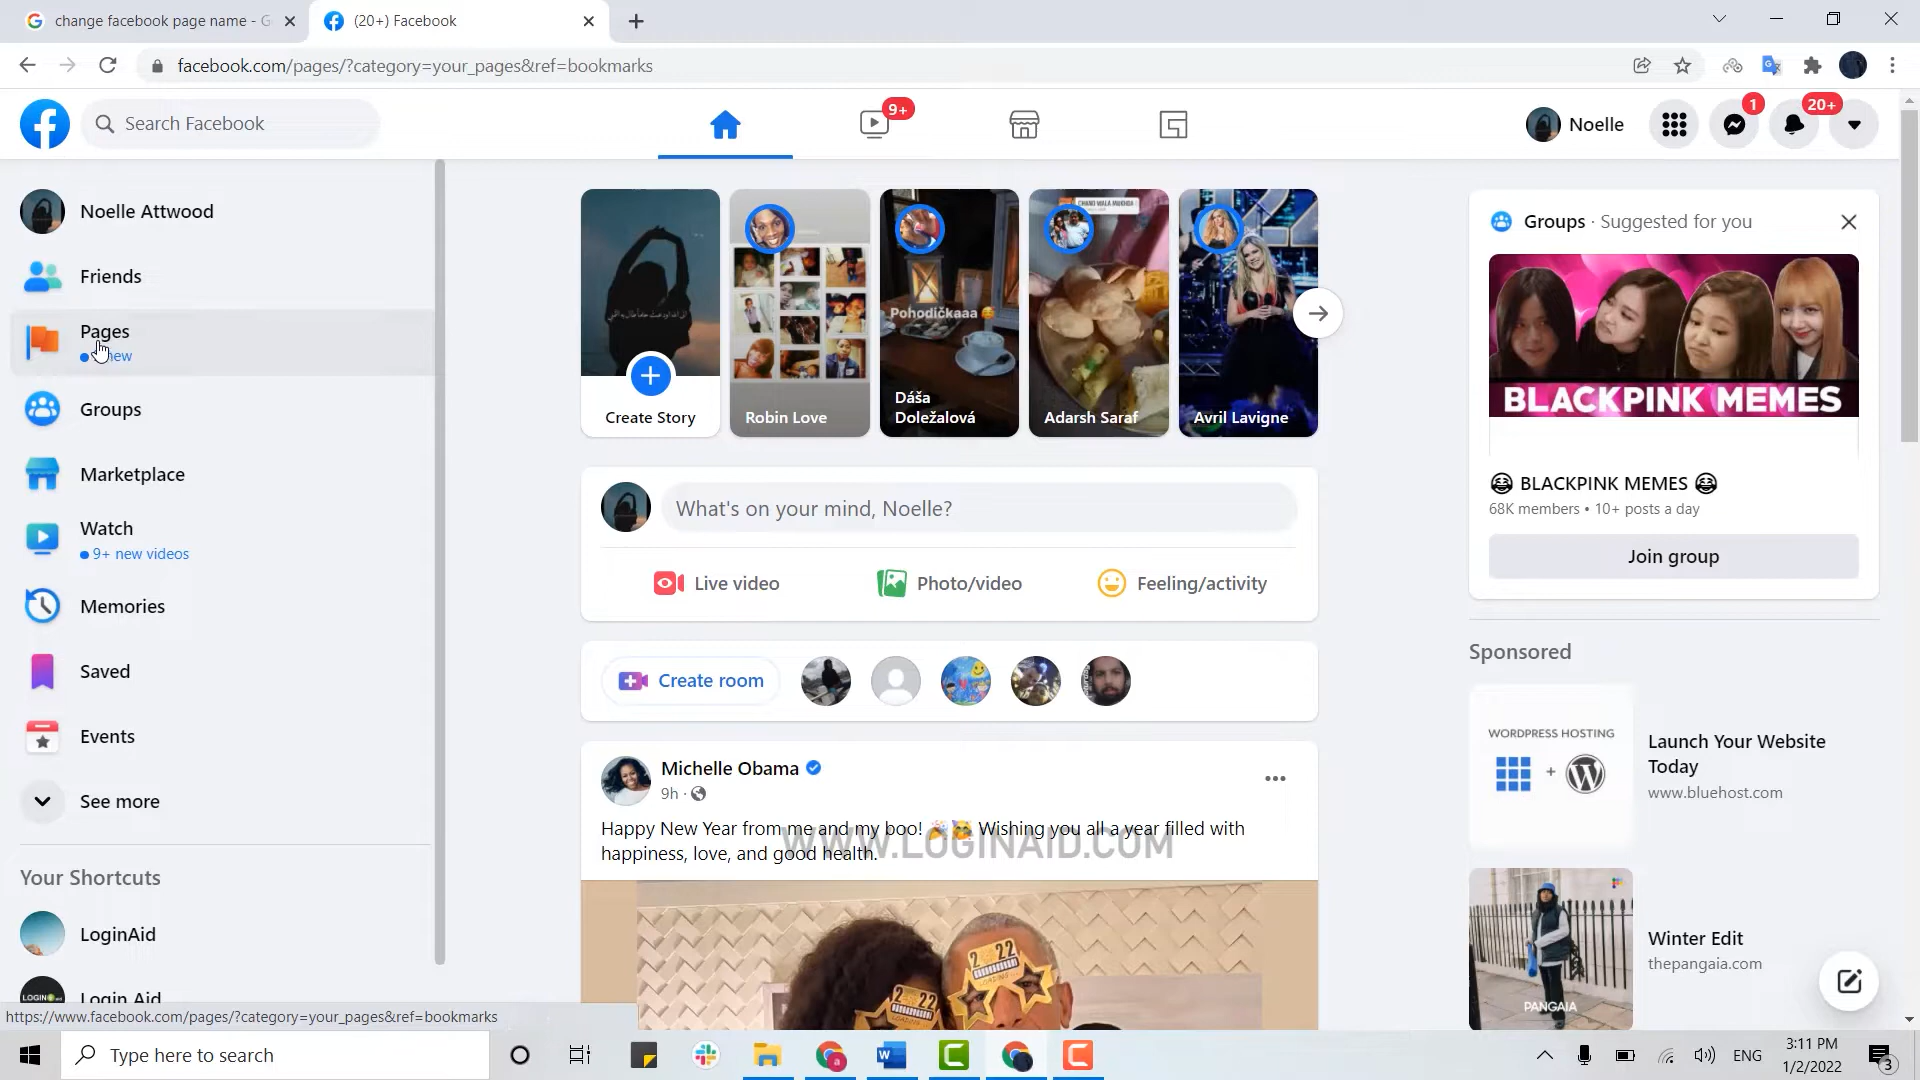 change facebook page name - G
(20+) Facebook
facebook.com/pages/?category=your_pages&ref=bookmarks
Search Facebook
9+
Noelle
1
20+
Noelle Attwood
Friends
Pages
new
Groups
Marketplace
Watch
9+ new videos
Memories
Saved
Events
See more
Your Shortcuts
LoginAid
Login Aid
https://www.facebook.com/pages/?category=your_pages&ref=bookmarks
Create Story
Robin Love
Pohodičkaaa
Dáša
Doležalová
Adarsh Saraf
Avril Lavigne
What's on your mind, Noelle?
Live video
Photo/video
Feeling/activity
Create room
Michelle Obama
9h ·
Happy New Year from me and my boo! 🎉🥳 Wishing you all a year filled with
happiness, love, and good health.
WWW.LOGINAID.COM
Groups · Suggested for you
BLACKPINK MEMES
😂 BLACKPINK MEMES 😂
68K members • 10+ posts a day
Join group
Sponsored
WORDPRESS HOSTING
+
Launch Your Website
Today
www.bluehost.com
Winter Edit
thepangaia.com
PANGAIA
Type here to search
ENG
3:11 PM
1/2/2022
3